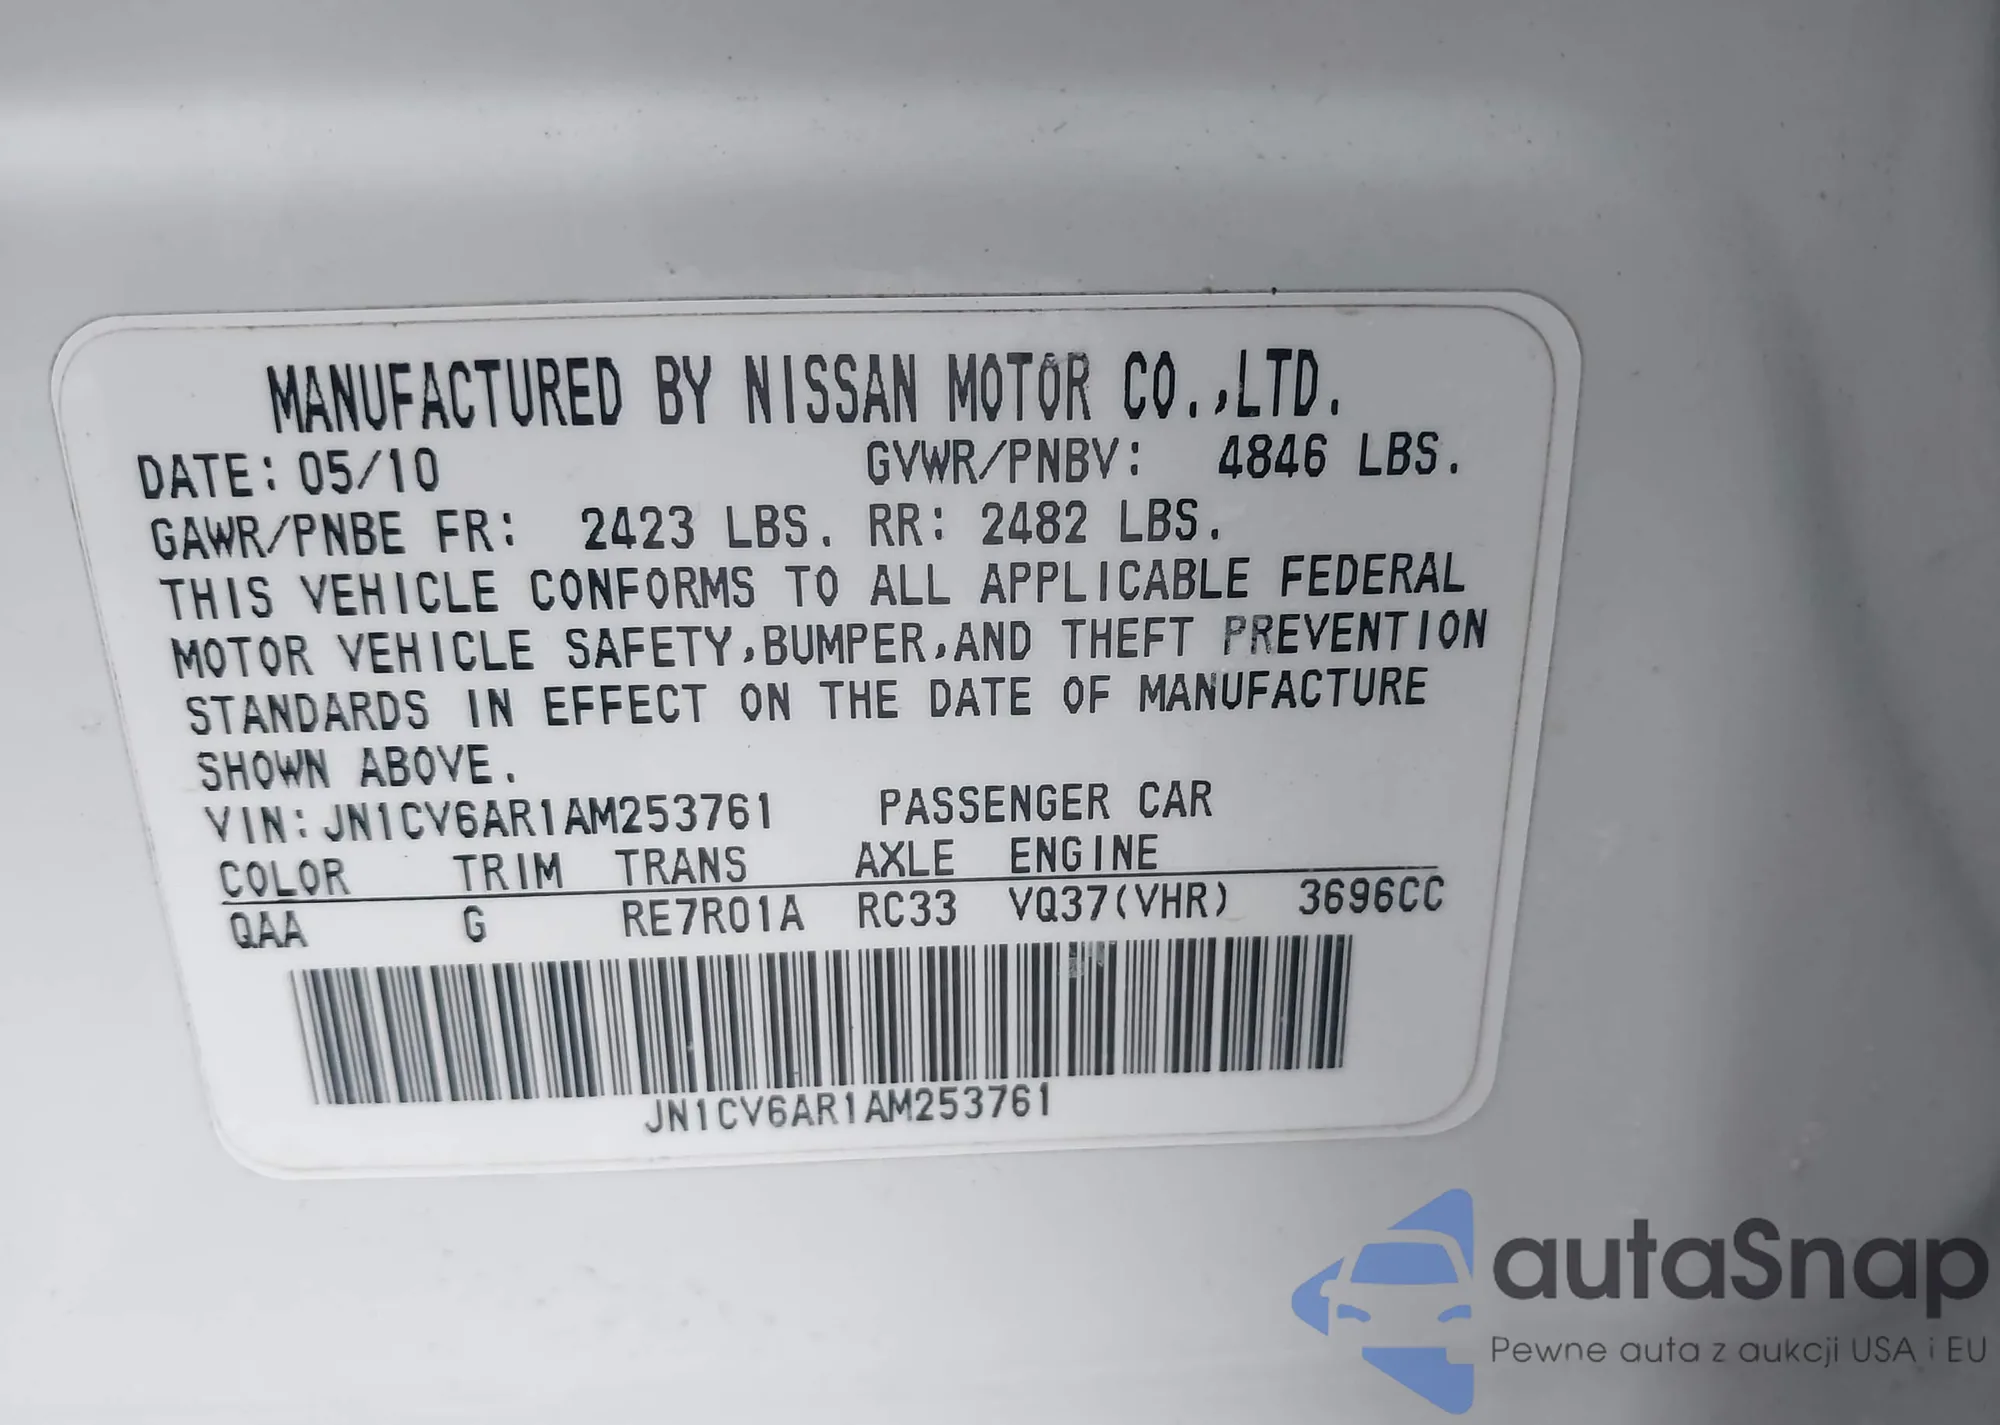 MANUFACTURED BY NISSAN MOTOR CO.,LTD.
DATE: 05/10 GVWR/PNBV: 4846 LBS.
GAWR/PNBE FR: 2423 LBS. RR: 2482 LBS.
THIS VEHICLE CONFORMS TO ALL APPLICABLE FEDERAL
MOTOR VEHICLE SAFETY,BUMPER,AND THEFT PREVENTION
STANDARDS IN EFFECT ON THE DATE OF MANUFACTURE
SHOWN ABOVE.
VIN: JN1CV6AR1AM253761 PASSENGER CAR
COLOR TRIM TRANS AXLE ENGINE
QAA G RE7R01A RC33 VQ37(VHR) 3696CC
JN1CV6AR1AM253761
autaSnap
Pewne auta z aukcji USA i EU